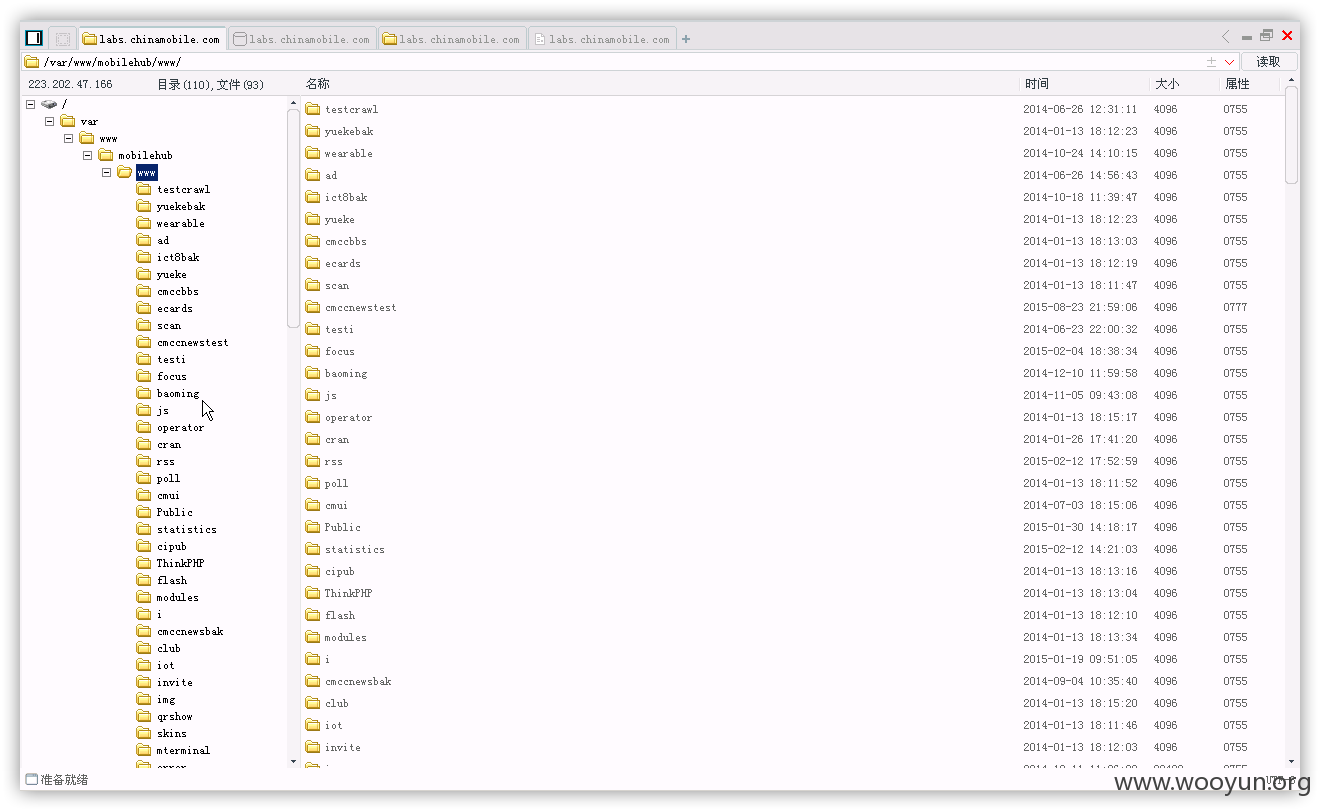 labs.chinamobile.com labs.chinamobile.com labs.chinamobile.com labs.chinamobile.com +
/var/www/mobilehub/www/ 读取
223.202.47.166 目录(110),文件(93) 名称 时间 大小 属性
/
var
www
mobilehub
www
testcrawl
yuekebak
wearable
ad
ict8bak
yueke
cmccbbs
ecards
scan
cmccnewstest
testi
focus
baoming
js
operator
cran
rss
poll
cmui
Public
statistics
cipub
ThinkPHP
flash
modules
i
cmccnewsbak
club
iot
invite
img
qrshow
skins
mterminal
testcrawl 2014-06-26 12:31:11 4096 0755
yuekebak 2014-01-13 18:12:23 4096 0755
wearable 2014-10-24 14:10:15 4096 0755
ad 2014-06-26 14:56:43 4096 0755
ict8bak 2014-10-18 11:39:47 4096 0755
yueke 2014-01-13 18:12:23 4096 0755
cmccbbs 2014-01-13 18:13:03 4096 0755
ecards 2014-01-13 18:12:19 4096 0755
scan 2014-01-13 18:11:47 4096 0755
cmccnewstest 2015-08-23 21:59:06 4096 0777
testi 2014-06-23 22:00:32 4096 0755
focus 2015-02-04 18:38:34 4096 0755
baoming 2014-12-10 11:59:58 4096 0755
js 2014-11-05 09:43:08 4096 0755
operator 2014-01-13 18:15:17 4096 0755
cran 2014-01-26 17:41:20 4096 0755
rss 2015-02-12 17:52:59 4096 0755
poll 2014-01-13 18:11:52 4096 0755
cmui 2014-07-03 18:15:06 4096 0755
Public 2015-01-30 14:18:17 4096 0755
statistics 2015-02-12 14:21:03 4096 0755
cipub 2014-01-13 18:13:16 4096 0755
ThinkPHP 2014-01-13 18:13:04 4096 0755
flash 2014-01-13 18:12:10 4096 0755
modules 2014-01-13 18:13:34 4096 0755
i 2015-01-19 09:51:05 4096 0755
cmccnewsbak 2014-09-04 10:35:40 4096 0755
club 2014-01-13 18:15:20 4096 0755
iot 2014-01-13 18:11:46 4096 0755
invite 2014-01-13 18:12:03 4096 0755
准备就绪 UTF-8
www.wooyun.org